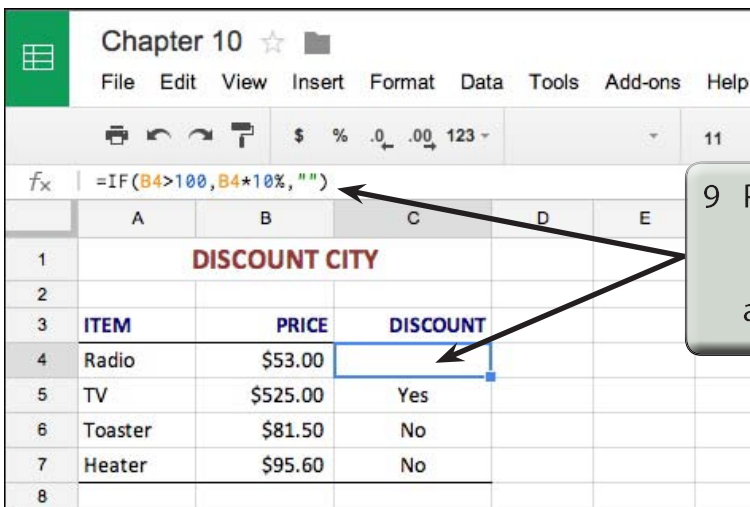 Chapter 10
File Edit View Insert Format Data Tools Add-ons Help
$ % .0 .00 123 11
fx =IF(B4>100,B4*10%,"")
9
A B C D E
1 DISCOUNT CITY
2
3 ITEM PRICE DISCOUNT
4 Radio $53.00
5 TV $525.00 Yes
6 Toaster $81.50 No
7 Heater $95.60 No
8